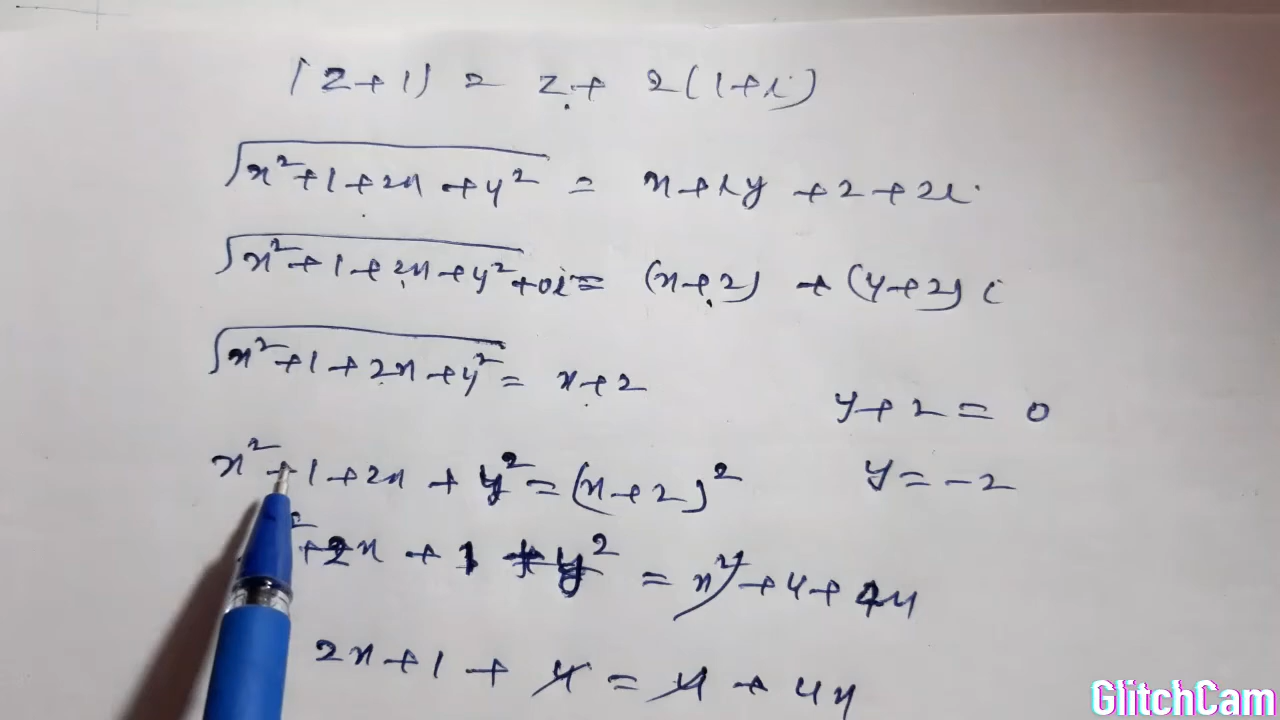 |z+1| = z + 2(1+i)
√x²+1+2x+y² = x+iy +2+2i
√x²+1+2x+y²+0i = (x+2) + (y+2)i
√x²+1+2x+y² = x+2
y+2 = 0
x²+1+2x + y² = (x+2)²
y = -2
²+2x + 1 + y² = x² +4+4x
2x+1 + 4 = 4 + 4x
GlitchCam